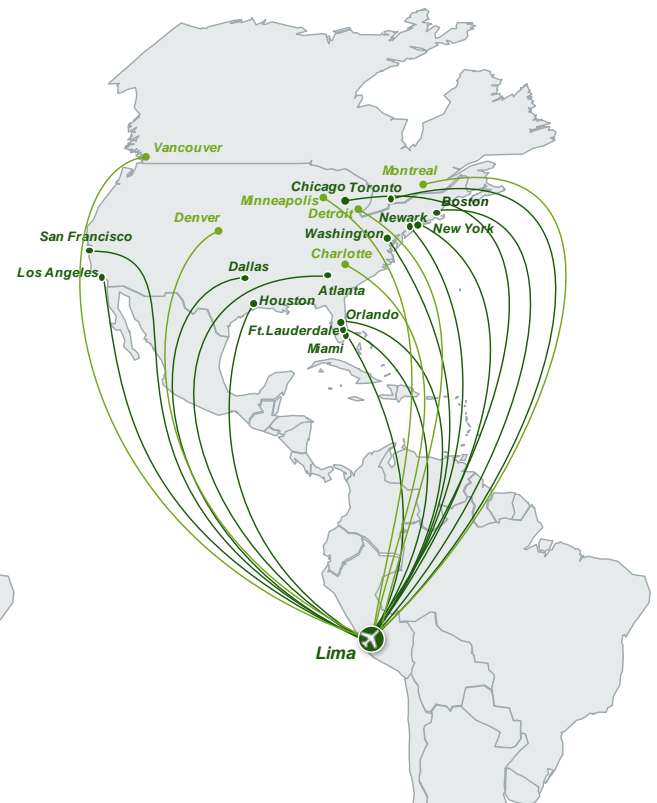 Vancouver
Montreal
Chicago
Toronto
Minneapolis
Boston
Detroit
Denver
Newark
New York
San Francisco
Washington
Charlotte
Los Angeles
Dallas
Atlanta
Houston
Orlando
Ft.Lauderdale
Miami
Lima